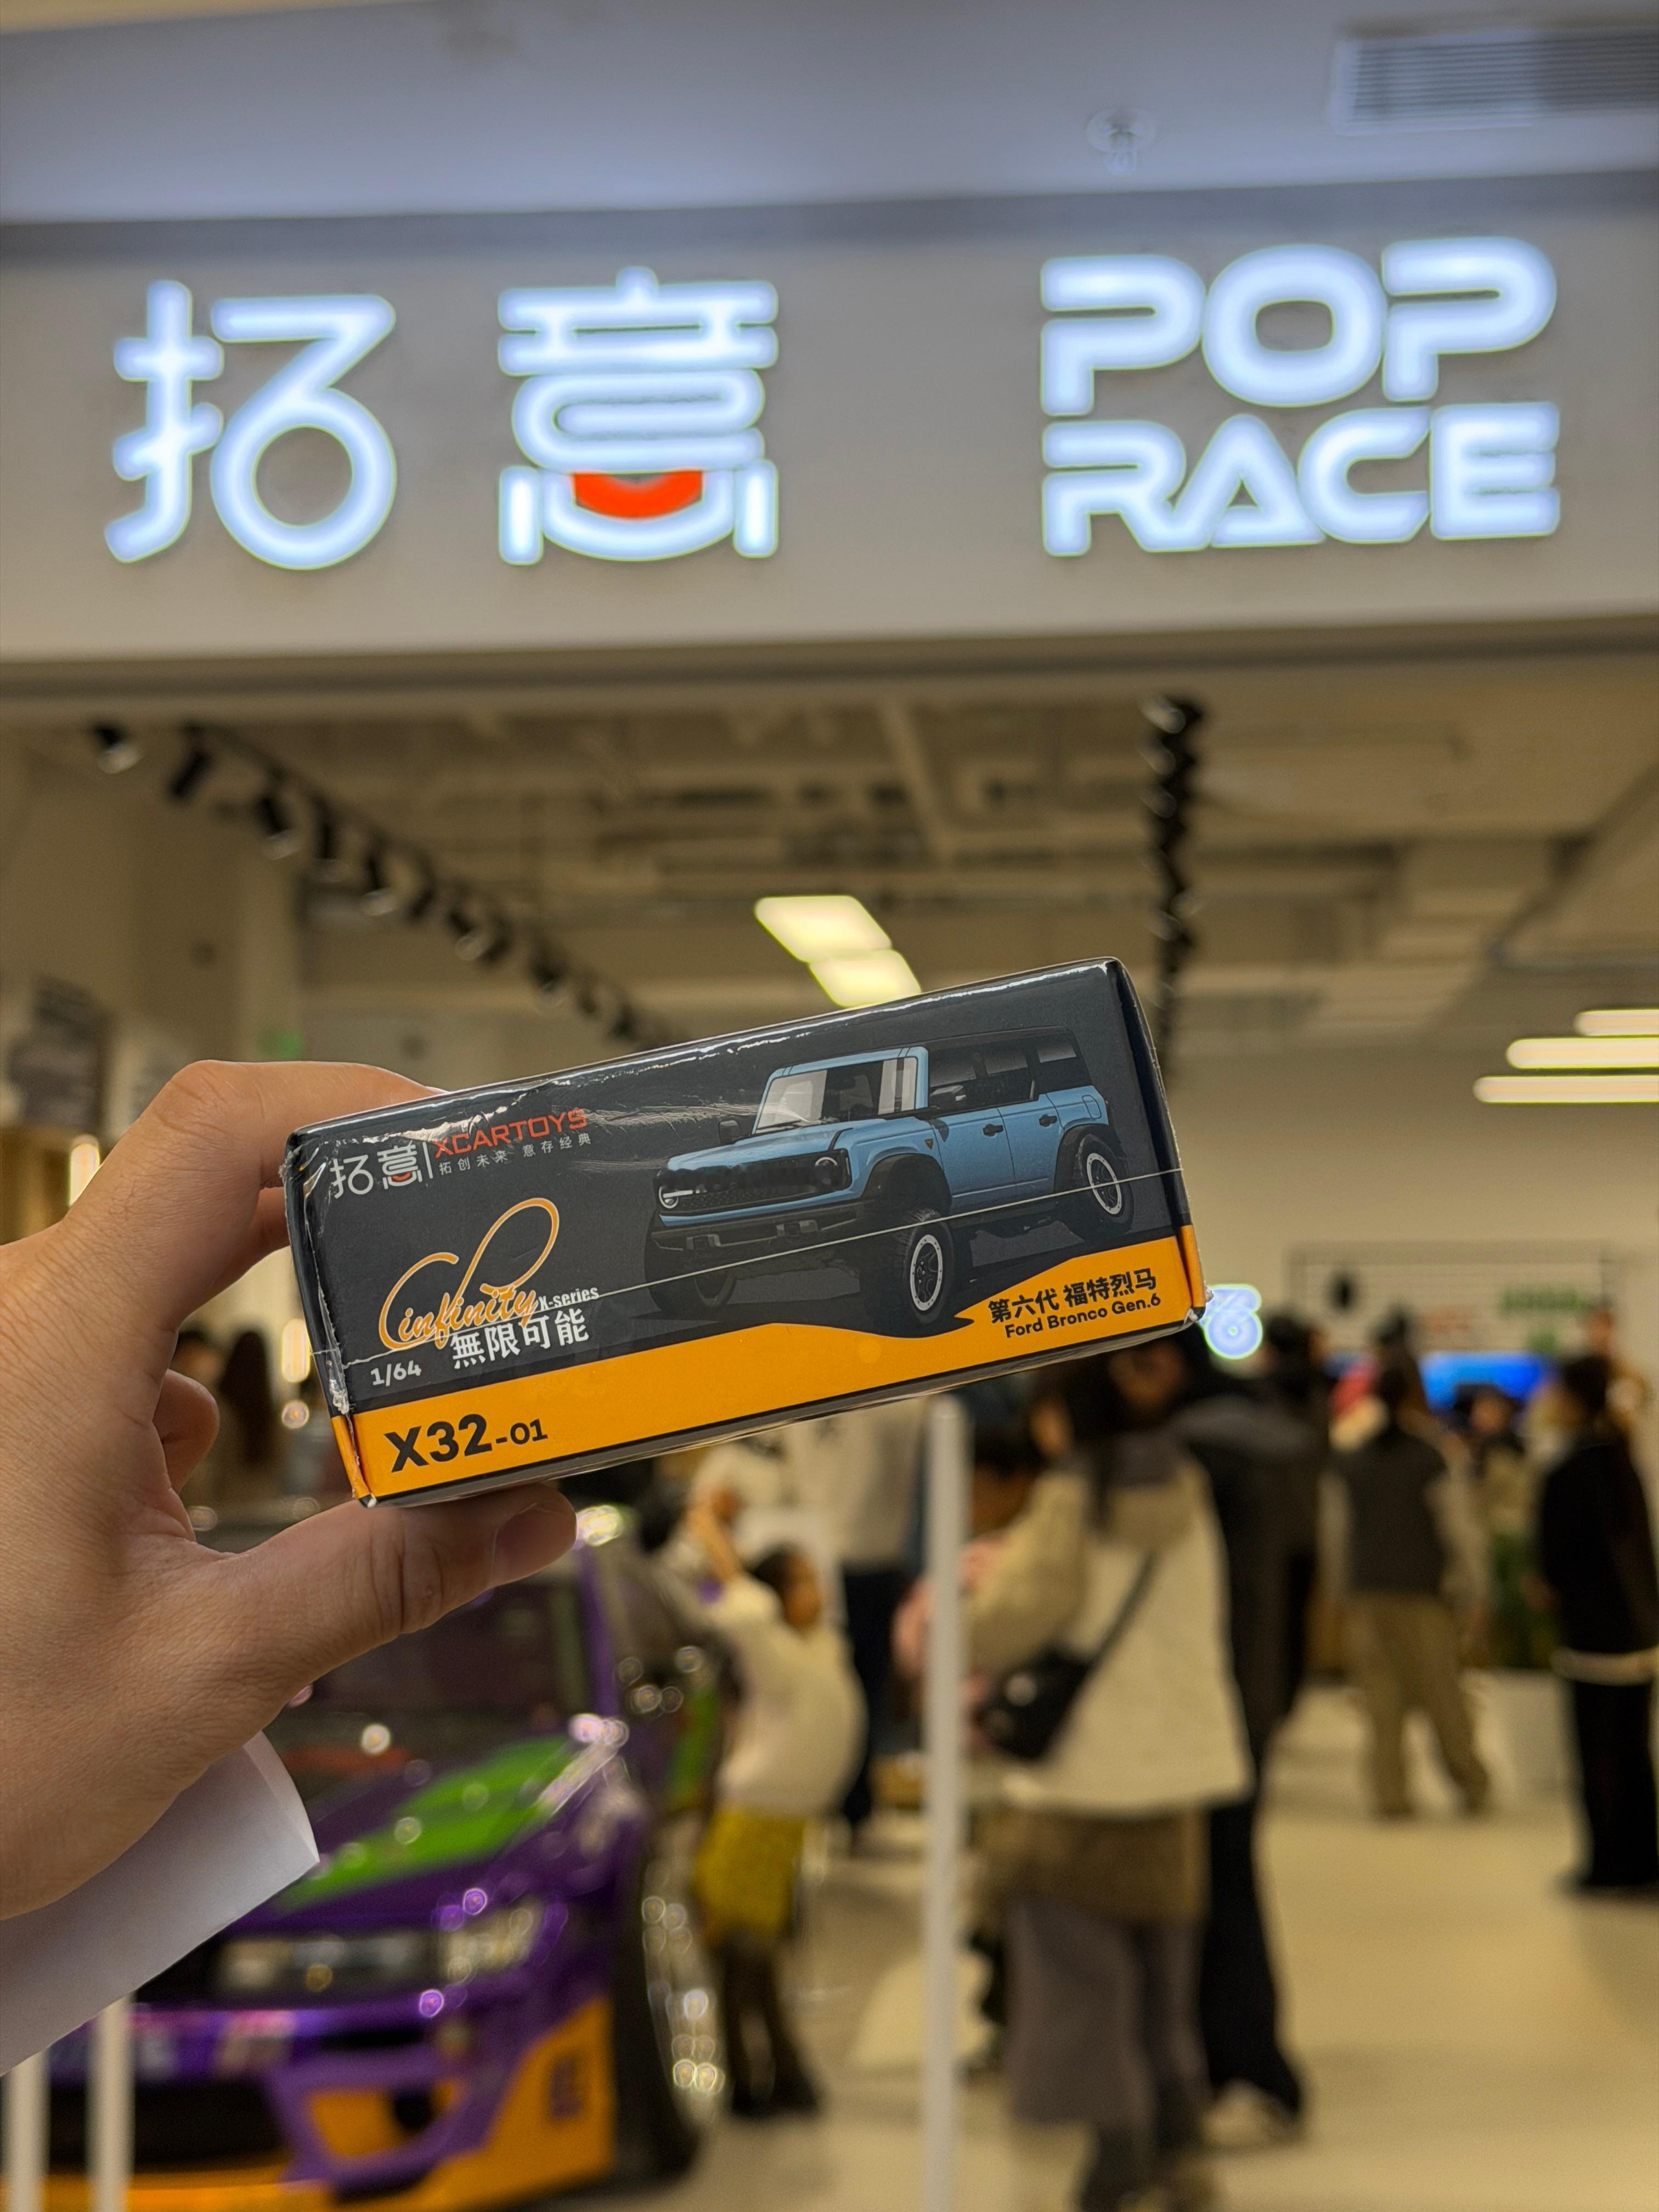 拓意
POP
RACE
拓意 XCARTOYS
拓创未来 意存经典
infinity X-series
無限可能
1/64
X32-01
第六代 福特烈马
Ford Bronco Gen.6